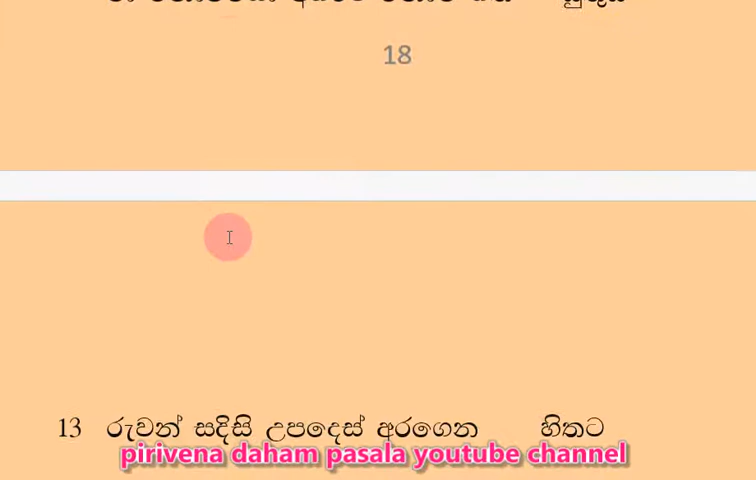 18
13 රුවන් සදිසි උපදෙස් අරගෙන හිතට
pirivena daham pasala youtube channel